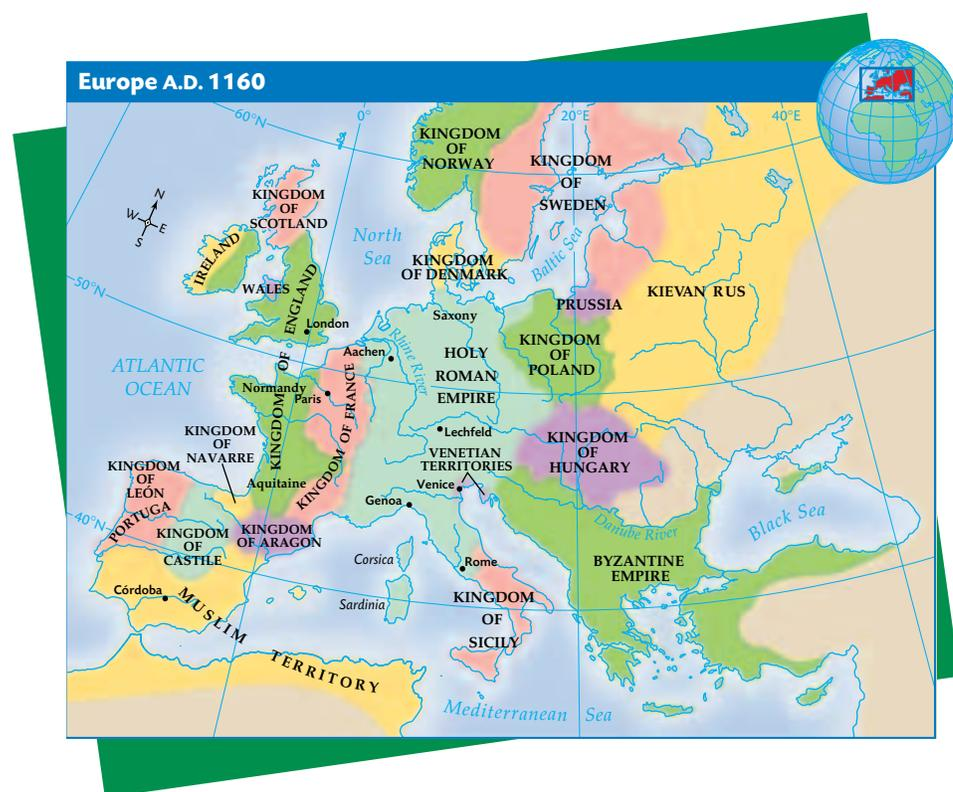 Europe A.D. 1160
60°N
0°
20°E
40°E
KINGDOM
OF
NORWAY
KINGDOM
OF
SWEDEN
N
W
E
S
KINGDOM
OF
SCOTLAND
North
Sea
IRELAND
KINGDOM
OF DENMARK
Baltic Sea
50°N
WALES
KINGDOM OF ENGLAND
London
Saxony
PRUSSIA
KIEVAN RUS
ATLANTIC
OCEAN
Aachen
Rhine River
HOLY
ROMAN
EMPIRE
KINGDOM
OF
POLAND
Normandy
Paris
KINGDOM OF FRANCE
KINGDOM
OF
NAVARRE
Lechfeld
VENETIAN
TERRITORIES
KINGDOM
OF
HUNGARY
KINGDOM
OF
LEÓN
Aquitaine
Venice
Genoa
PORTUGA
40°N
KINGDOM
OF
CASTILE
KINGDOM
OF ARAGON
Danube River
Black Sea
Corsica
Rome
BYZANTINE
EMPIRE
Córdoba
Sardinia
KINGDOM
OF
SICILY
MUSLIM
TERRITORY
Mediterranean Sea